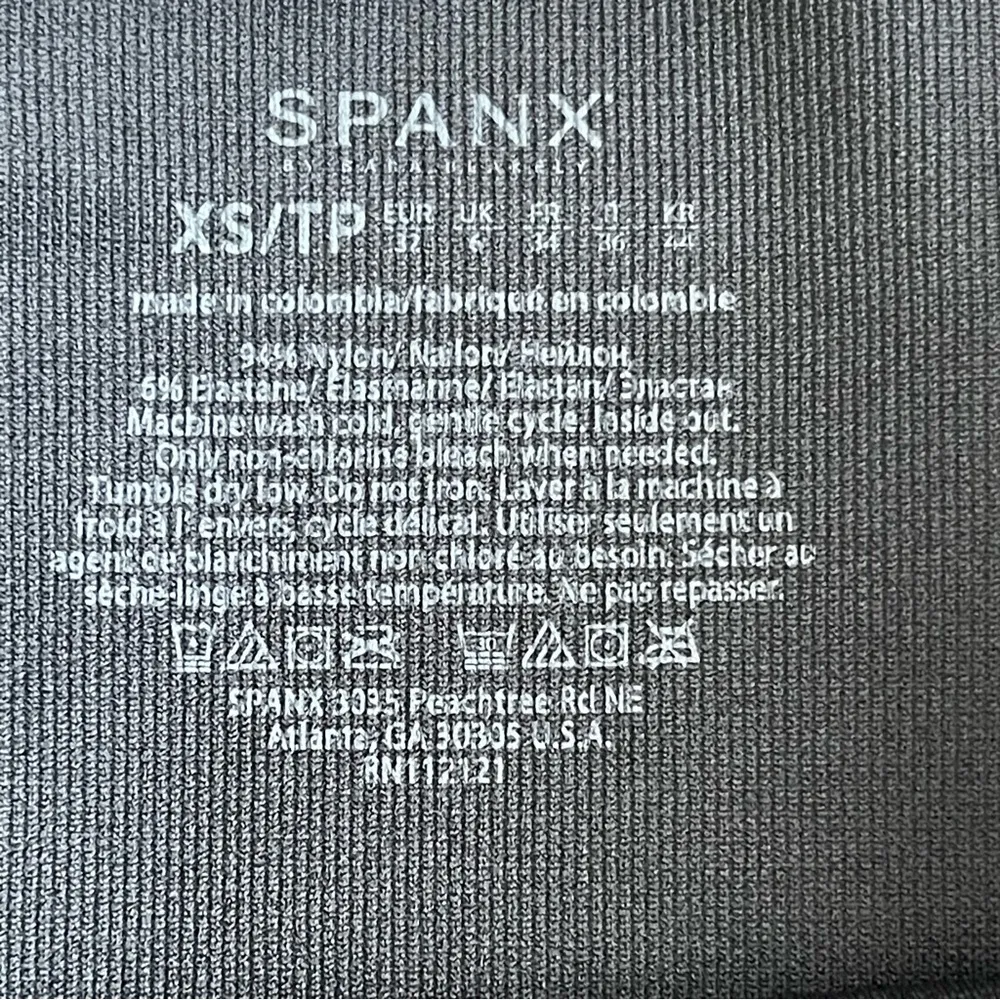 SPANX
BY SARA BLAKELY
XS/TP EUR UK FR IT KR
32 6 34 36 44
made in colombia/fabriqué en colombie
94% Nylon/ Nailon/ Нейлон
6% Elastane/ Élasthanne/ Elastan/ Эластан
Machine wash cold, gentle cycle. Inside out.
Only non-chlorine bleach when needed.
Tumble dry low. Do not iron. Laver à la machine à
froid à l'envers, cycle délicat. Utiliser seulement un
agent de blanchiment non chloré au besoin. Sécher au
sèche-linge à basse température. Ne pas repasser.
SPANX 3035 Peachtree Rd NE
Atlanta, GA 30305 U.S.A.
RN112121